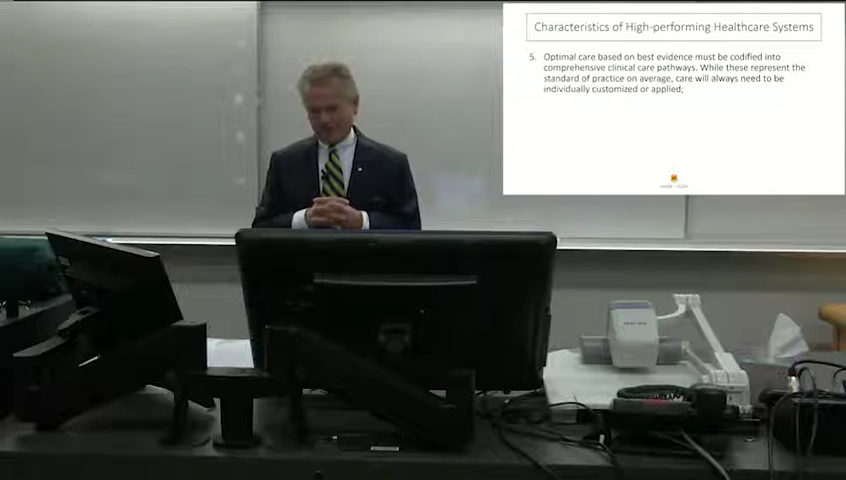 Characteristics of High-performing Healthcare Systems
5. Optimal care based on best evidence must be codified into
comprehensive clinical care pathways. While these represent the
standard of practice on average, care will always need to be
individually customized or applied;